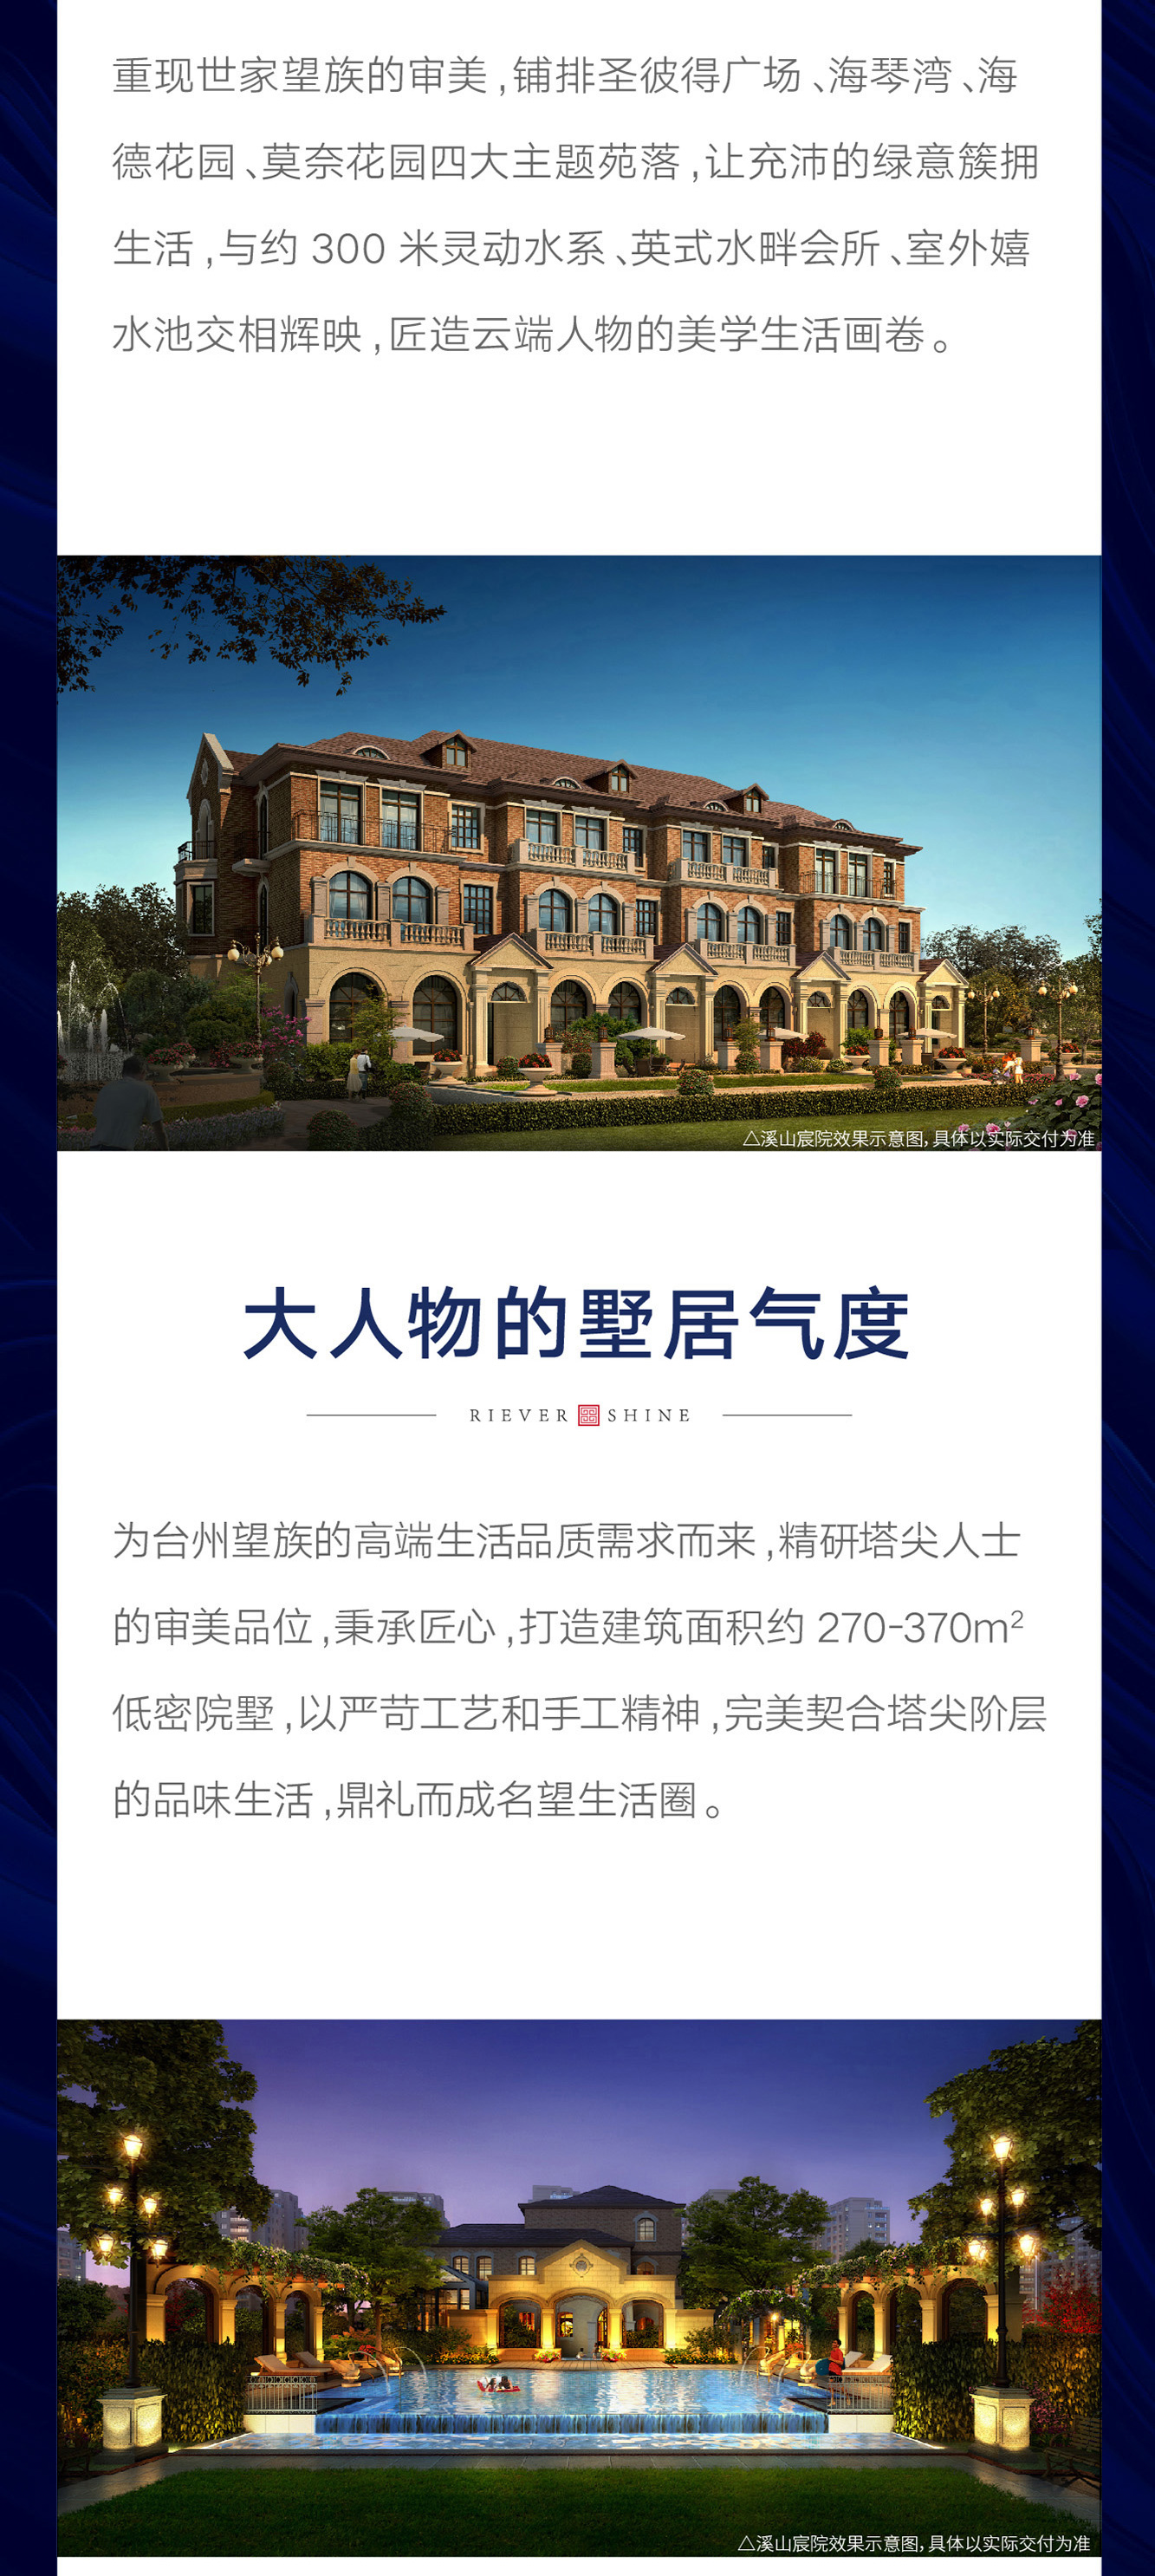 重现世家望族的审美,铺排圣彼得广场、海琴湾、海
德花园、莫奈花园四大主题苑落,让充沛的绿意簇拥
生活,与约 300 米灵动水系、英式水畔会所、室外嬉
水池交相辉映,匠造云端人物的美学生活画卷。
△溪山宸院效果示意图,具体以实际交付为准
大人物的墅居气度
RIEVER SHINE
为台州望族的高端生活品质需求而来,精研塔尖人士
的审美品位,秉承匠心,打造建筑面积约 270-370m²
低密院墅,以严苛工艺和手工精神,完美契合塔尖阶层
的品味生活,鼎礼而成名望生活圈。
△溪山宸院效果示意图,具体以实际交付为准